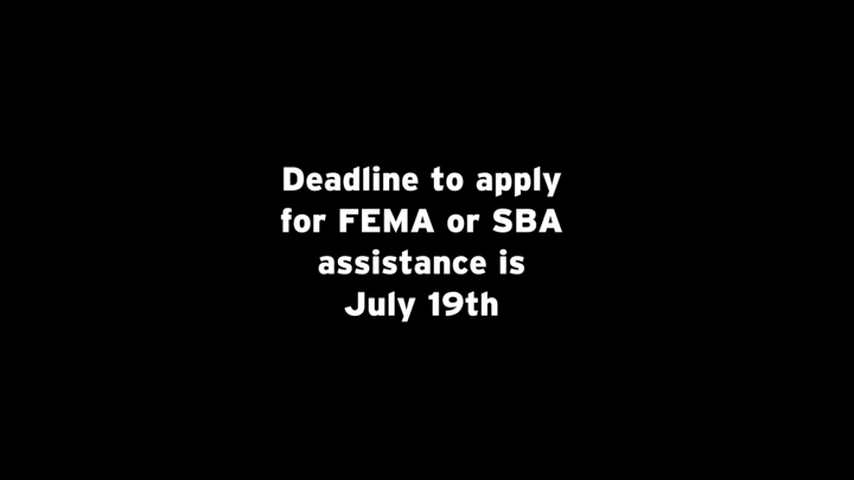 Deadline to apply
for FEMA or SBA
assistance is
July 19th